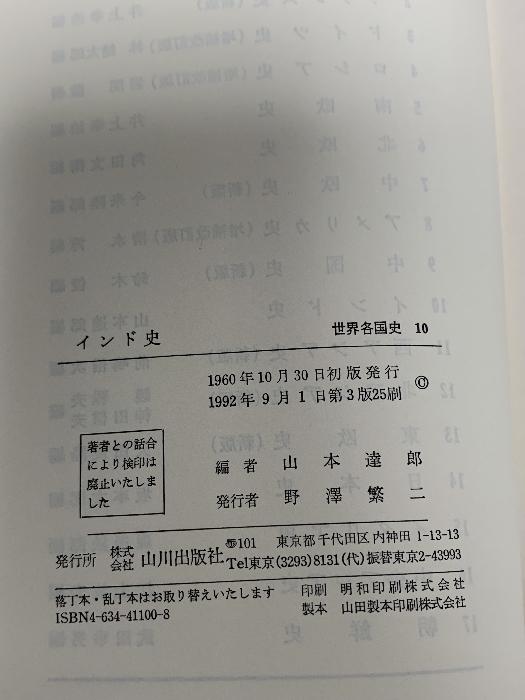 インド史
世界各国史 10
1960年10月30日初版発行
1992年9月1日第3版25刷
©
著者との話合
により検印は
廃止いたしま
した
編者 山本達郎
発行者 野澤繁二
発行所 株式会社 山川出版社
〠101 東京都千代田区内神田1-13-13
Tel東京(3293)8131(代)振替東京2-43993
落丁本・乱丁本はお取り替えいたします
ISBN4-634-41100-8
印刷 明和印刷株式会社
製本 山田製本印刷株式会社